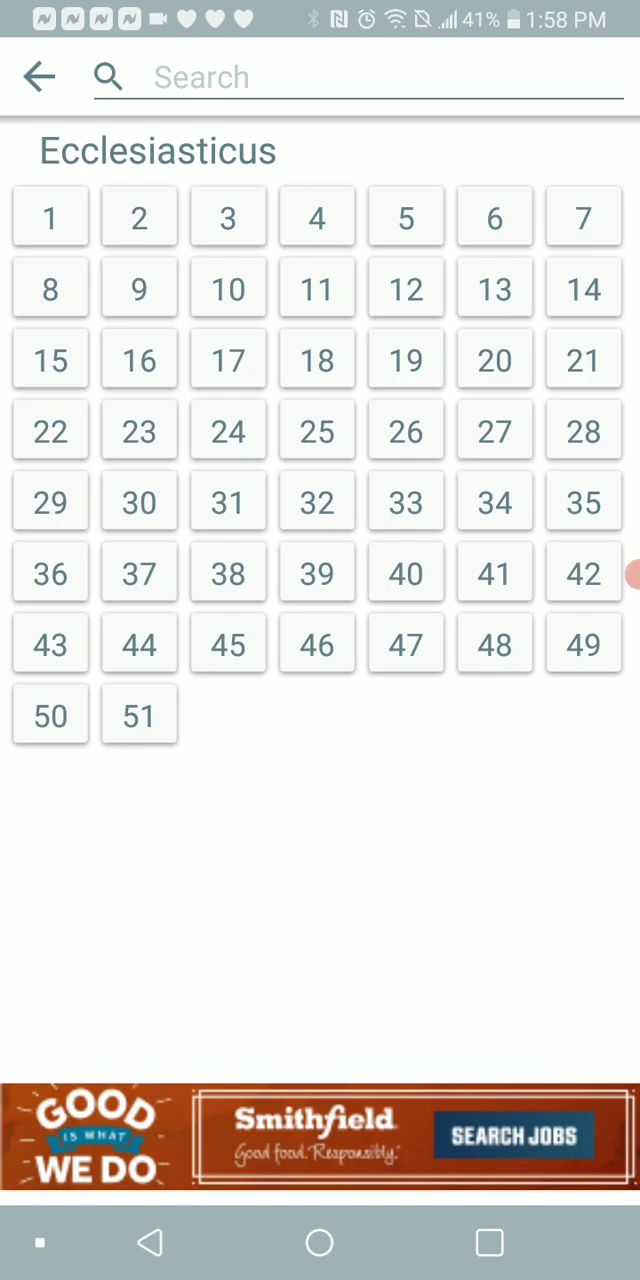 41% 1:58 PM
Search
Ecclesiasticus
1 2 3 4 5 6 7
8 9 10 11 12 13 14
15 16 17 18 19 20 21
22 23 24 25 26 27 28
29 30 31 32 33 34 35
36 37 38 39 40 41 42
43 44 45 46 47 48 49
50 51
GOOD
IS WHAT
WE DO
Smithfield
Good food. Responsibly.
SEARCH JOBS